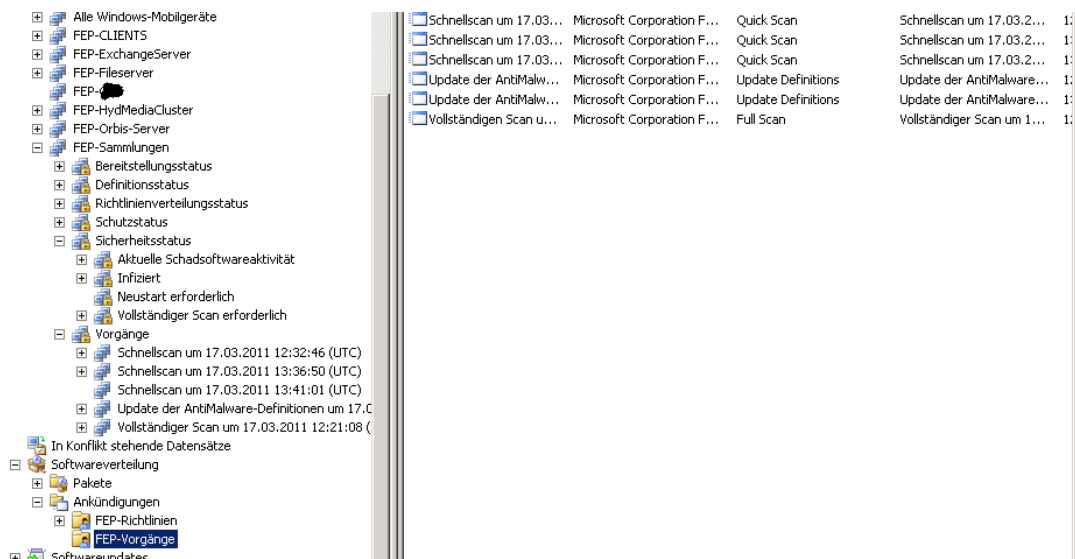 Alle Windows-Mobilgeräte
FEP-CLIENTS
FEP-ExchangeServer
FEP-Fileserver
FEP-
FEP-HydMediaCluster
FEP-Orbis-Server
FEP-Sammlungen
Bereitstellungsstatus
Definitionsstatus
Richtlinienverteilungsstatus
Schutzstatus
Sicherheitsstatus
Aktuelle Schadsoftwareaktivität
Infiziert
Neustart erforderlich
Vollständiger Scan erforderlich
Vorgänge
Schnellscan um 17.03.2011 12:32:46 (UTC)
Schnellscan um 17.03.2011 13:36:50 (UTC)
Schnellscan um 17.03.2011 13:41:01 (UTC)
Update der AntiMalware-Definitionen um 17.0
Vollständiger Scan um 17.03.2011 12:21:08 (
In Konflikt stehende Datensätze
Softwareverteilung
Pakete
Ankündigungen
FEP-Richtlinien
FEP-Vorgänge
Softwareupdates
Schnellscan um 17.03... Microsoft Corporation F... Quick Scan Schnellscan um 17.03.2...
Schnellscan um 17.03... Microsoft Corporation F... Quick Scan Schnellscan um 17.03.2...
Schnellscan um 17.03... Microsoft Corporation F... Quick Scan Schnellscan um 17.03.2...
Update der AntiMalw... Microsoft Corporation F... Update Definitions Update der AntiMalware...
Update der AntiMalw... Microsoft Corporation F... Update Definitions Update der AntiMalware...
Vollständigen Scan u... Microsoft Corporation F... Full Scan Vollständiger Scan um 1...